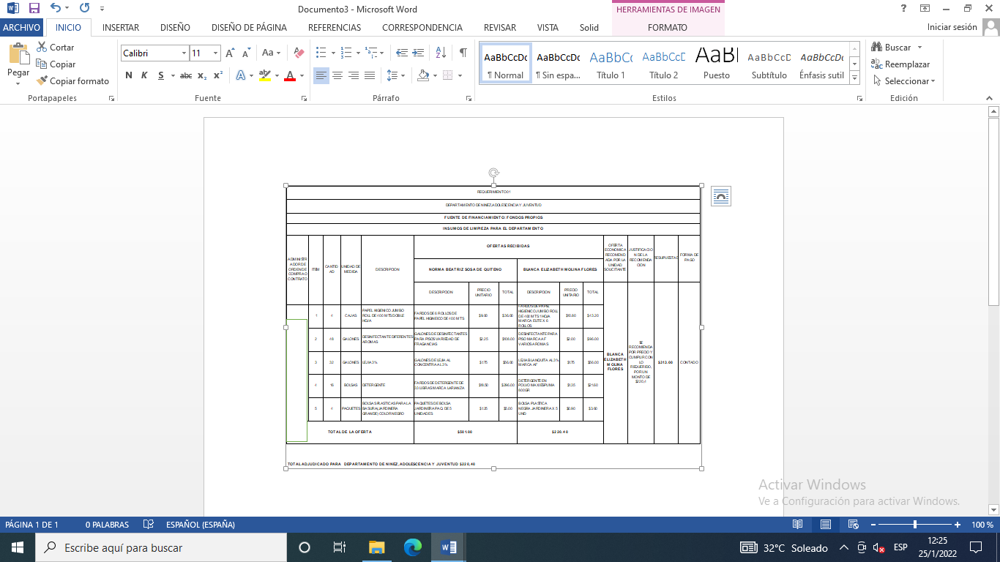 Documento3 - Microsoft Word
HERRAMIENTAS DE IMAGEN
ARCHIVO INICIO INSERTAR DISEÑO DISEÑO DE PÁGINA REFERENCIAS CORRESPONDENCIA REVISAR VISTA Solid FORMATO Iniciar sesión
Pegar
Cortar
Copiar
Copiar formato
Portapapeles
Calibri 11
N K S abc x₂ x²
Fuente
Párrafo
AaBbCcDc AaBbCcDc AaBbCc AaBbCcD AaB AaBbCcD AaBbCcDc
¶ Normal ¶ Sin espa... Título 1 Título 2 Puesto Subtítulo Énfasis sutil
Estilos
Buscar
Reemplazar
Seleccionar
Edición
REQUERIMIENTO 01
DEPARTAMENTO DE NINEZ,ADOLESCENCIA Y JUVENTUD
FUENTE DE FINANCIAMIENTO: FONDOS PROPIOS
INSUMOS DE LIMPIEZA PARA EL DEPARTAMENTO
ADMINISTR
ADOR DE
ORDEN DE
COMPRA O
CONTRATO
ITEM
CANTID
AD
UNIDAD DE
MEDIDA
DESCRIPCION
OFERTAS RECIBIDAS
NORMA BEATRIZ SOSA DE QUITEÑO
BLANCA ELIZABETH MOLINA FLORES
DESCRIPCION
PRECIO
UNITARIO
TOTAL
DESCRIPCION
PRECIO
UNITARIO
TOTAL
OFERTA
ECONOMICA
RECOMEND
ADA POR LA
UNIDAD
SOLICITANTE
JUSTIFICACIO
N DE LA
RECOMENDA
CION
FORMA DE
PAGO
1 4 CAJAS
PAPEL HIGIENICO JUMBO
ROLL DE 400 MTS DOBLE
HOJA
FARDOS DE 6 ROLLOS DE
PAPEL HIGINEICO DE 400 MTS
$9.00 $36.00
FARDOS DE PAPEL
HIGIENICO JUMBO ROLL
DE 400 MTS 1 HOJA
MARCA ELITE X 6
ROLLOS
$10.80 $43.20
2 48 GALONES
DESINFECTANTE DIFERENTES
AROMAS
GALONES DE DESINFECTANTES
PARA PISOS VARIEDAD DE
FRAGANCIAS
$2.25 $108.00
DESINFECTANTE PARA
PISO MARCA AF
VARIOS AROMAS
$2.00 $96.00
3 32 GALONES LEJIA 3%
GALONES DE LEJIA AL
CONCENTRA AL 3%
$1.75 $56.00
LEJIA BLANQUITA AL 3%
MARCA AF
$1.75 $56.00
4 16 BOLSAS DETERGENTE
FARDOS DE DETERGENTE DE
33 LIBRAS MARCA LARIANZA
$18.50 $296.00
DETERGENTE EN
POLVO MAXIESPUMA
800GR
$1.35 $21.60
5 4 PAQUETES
BOLSAS PLASTICAS PARA LA
BASURA(JARDINERA
GRANDE) COLOR NEGRO
PAQUETES DE BOLSA
JARDINERA PAQ. DE 5
UNIDADES
$1.25 $5.00
BOLSA PLASTICA
NEGRA JARDINERA X 5
UND
$0.90 $3.60
BLANCA
ELIZABETH
MOLINA
FLORES
SE
RECOMIENDA
POR PRECIO Y
CUMPLIR CON
LO
REQUERIDO,
POR UN
MONTO DE
$220.4
$313.00
CONTADO
TOTAL DE LA OFERTA $501.00 $220.40
TOTAL ADJUDICADO PARA DEPARTAMENTO DE NINEZ, ADOLESCENCIA Y JUVENTUD $220,40
Activar Windows
Ve a Configuración para activar Windows.
PÁGINA 1 DE 1 0 PALABRAS ESPAÑOL (ESPAÑA) 100 %
Escribe aquí para buscar
32°C Soleado
ESP
12:25
25/1/2022